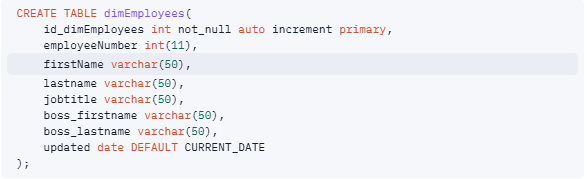 CREATE TABLE dimEmployees(
id_dimEmployees int not_null auto increment primary,
employeeNumber int(11),
firstName varchar(50),
lastname varchar(50),
jobtitle varchar(50),
boss_firstname varchar(50),
boss_lastname varchar(50),
updated date DEFAULT CURRENT_DATE
);